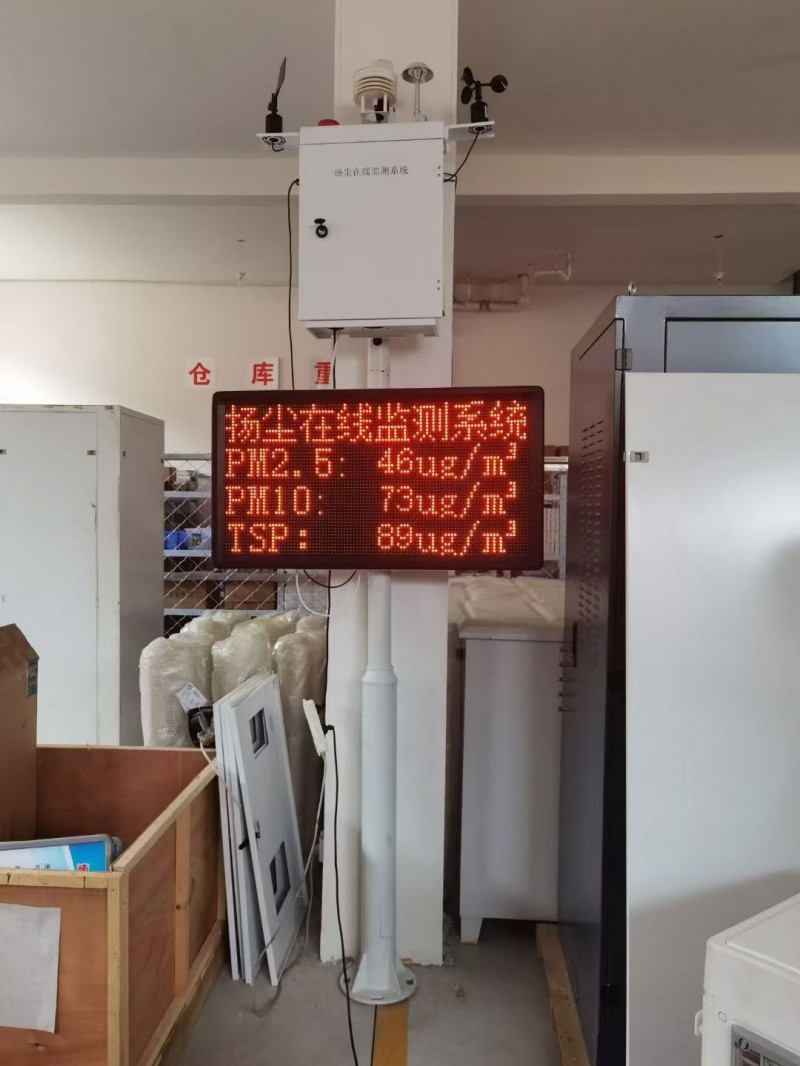 扬尘在线监测系统
仓库重
扬尘在线监测系统
PM2.5: 46ug/m³
PM10: 73ug/m³
TSP: 89ug/m³